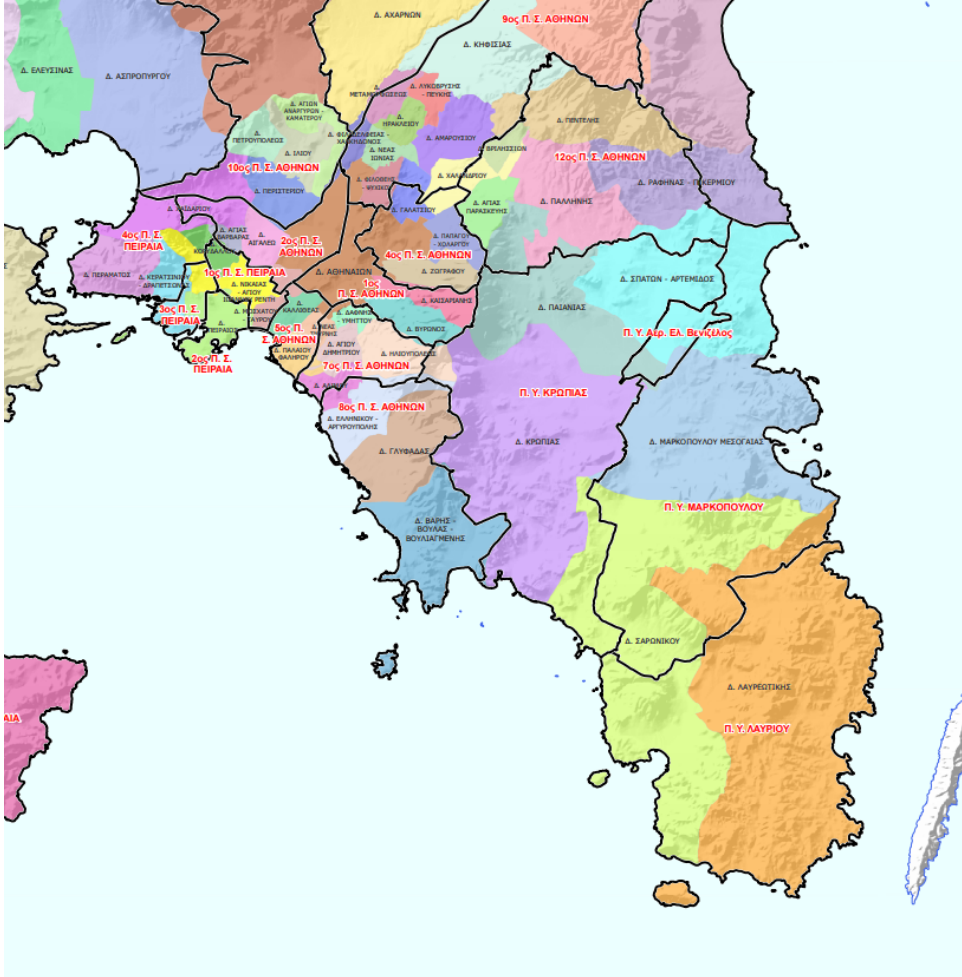 Δ. ΑΧΑΡΝΩΝ
9ος Π. Σ. ΑΘΗΝΩΝ
Δ. ΚΗΦΙΣΙΑΣ
Δ. ΕΛΕΥΣΙΝΑΣ
Δ. ΑΣΠΡΟΠΥΡΓΟΥ
Δ.
ΜΕΤΑΜΟΡΦΩΣΕΩΣ
Δ. ΛΥΚΟΒΡΥΣΗΣ
- ΠΕΥΚΗΣ
Δ. ΑΓΙΩΝ
ΑΝΑΡΓΥΡΩΝ -
ΚΑΜΑΤΕΡΟΥ
Δ.
ΗΡΑΚΛΕΙΟΥ
Δ. ΠΕΝΤΕΛΗΣ
Δ.
ΠΕΤΡΟΥΠΟΛΕΩΣ
Δ. ΦΙΛΑΔΕΛΦΕΙΑΣ -
ΧΑΛΚΗΔΟΝΟΣ
Δ. ΑΜΑΡΟΥΣΙΟΥ
Δ. ΒΡΙΛΗΣΣΙΩΝ
Δ. ΙΛΙΟΥ
Δ. ΝΕΑΣ
ΙΩΝΙΑΣ
12ος Π. Σ. ΑΘΗΝΩΝ
10ος Π. Σ. ΑΘΗΝΩΝ
Δ. ΧΑΛΑΝΔΡΙΟΥ
Δ. ΦΙΛΟΘΕΗΣ
- ΨΥΧΙΚΟΥ
Δ. ΡΑΦΗΝΑΣ - ΠΙΚΕΡΜΙΟΥ
Δ. ΠΕΡΙΣΤΕΡΙΟΥ
Δ. ΑΓΙΑΣ
ΠΑΡΑΣΚΕΥΗΣ
Δ. ΠΑΛΛΗΝΗΣ
Δ. ΧΑΙΔΑΡΙΟΥ
Δ. ΓΑΛΑΤΣΙΟΥ
4ος Π. Σ.
ΠΕΙΡΑΙΑ
Δ. ΑΓΙΑΣ
ΒΑΡΒΑΡΑΣ
Δ.
ΑΙΓΑΛΕΩ
2ος Π. Σ.
ΑΘΗΝΩΝ
Δ. ΠΑΠΑΓΟΥ
- ΧΟΛΑΡΓΟΥ
4ος Π. Σ. ΑΘΗΝΩΝ
Δ. ΠΕΡΑΜΑΤΟΣ
Δ. ΚΕΡΑΤΣΙΝΙΟΥ
ΔΡΑΠΕΤΣΩΝΑΣ
1ος Π. Σ. ΠΕΙΡΑΙΑ
Δ. ΑΘΗΝΑΙΩΝ
Δ. ΖΩΓΡΑΦΟΥ
Δ. ΣΠΑΤΩΝ - ΑΡΤΕΜΙΔΟΣ
Δ. ΝΙΚΑΙΑΣ -
ΑΓΙΟΥ
ΙΩΑΝΝΗ ΡΕΝΤΗ
1ος
Π. Σ. ΑΘΗΝΩΝ
Δ. ΚΑΙΣΑΡΙΑΝΗΣ
Δ. ΠΑΙΑΝΙΑΣ
3ος Π. Σ.
ΠΕΙΡΑΙΑ
Δ. ΜΟΣΧΑΤΟΥ
- ΤΑΥΡΟΥ
Δ.
ΚΑΛΛΙΘΕΑΣ
Δ. ΔΑΦΝΗΣ
- ΥΜΗΤΤΟΥ
Δ. ΒΥΡΩΝΟΣ
Δ.
ΠΕΙΡΑΙΩΣ
5ος Π.
Σ. ΑΘΗΝΩΝ
Δ. ΝΕΑΣ
ΣΜΥΡΝΗΣ
Π. Υ. Αερ. Ελ. Βενιζέλος
2ος Π. Σ.
ΠΕΙΡΑΙΑ
Δ. ΠΑΛΑΙΟΥ
ΦΑΛΗΡΟΥ
Δ. ΑΓΙΟΥ
ΔΗΜΗΤΡΙΟΥ
Δ. ΗΛΙΟΥΠΟΛΕΩΣ
7ος Π. Σ. ΑΘΗΝΩΝ
Δ. ΑΛΙΜΟΥ
Π. Υ. ΚΡΩΠΙΑΣ
8ος Π. Σ. ΑΘΗΝΩΝ
Δ. ΕΛΛΗΝΙΚΟΥ -
ΑΡΓΥΡΟΥΠΟΛΗΣ
Δ. ΓΛΥΦΑΔΑΣ
Δ. ΚΡΩΠΙΑΣ
Δ. ΜΑΡΚΟΠΟΥΛΟΥ ΜΕΣΟΓΑΙΑΣ
Π. Υ. ΜΑΡΚΟΠΟΥΛΟΥ
Δ. ΒΑΡΗΣ -
ΒΟΥΛΑΣ -
ΒΟΥΛΙΑΓΜΕΝΗΣ
Δ. ΣΑΡΩΝΙΚΟΥ
Δ. ΛΑΥΡΕΩΤΙΚΗΣ
ΑΙΑ
Π. Υ. ΛΑΥΡΙΟΥ